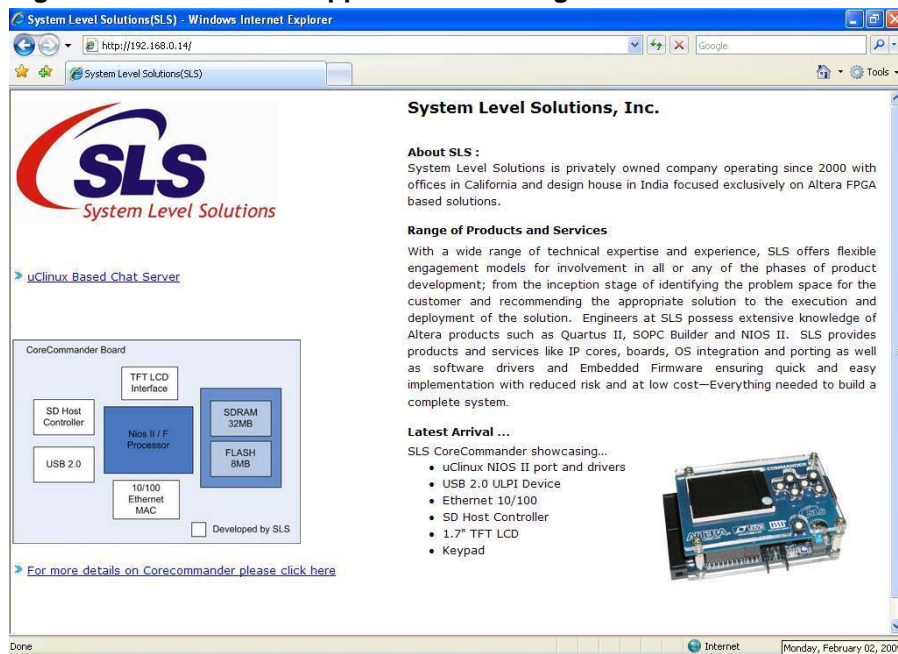 System Level Solutions(SLS) - Windows Internet Explorer
http://192.168.0.14/
Google
System Level Solutions(SLS)
Tools
SLS
System Level Solutions
uClinux Based Chat Server
CoreCommander Board
TFT LCD
Interface
SD Host
Controller
Nios II / F
Processor
SDRAM
32MB
FLASH
8MB
USB 2.0
10/100
Ethernet
MAC
Developed by SLS
For more details on Corecommander please click here
System Level Solutions, Inc.
About SLS :
System Level Solutions is privately owned company operating since 2000 with
offices in California and design house in India focused exclusively on Altera FPGA
based solutions.
Range of Products and Services
With a wide range of technical expertise and experience, SLS offers flexible
engagement models for involvement in all or any of the phases of product
development; from the inception stage of identifying the problem space for the
customer and recommending the appropriate solution to the execution and
deployment of the solution. Engineers at SLS possess extensive knowledge of
Altera products such as Quartus II, SOPC Builder and NIOS II. SLS provides
products and services like IP cores, boards, OS integration and porting as well
as software drivers and Embedded Firmware ensuring quick and easy
implementation with reduced risk and at low cost—Everything needed to build a
complete system.
Latest Arrival ...
SLS CoreCommander showcasing...
• uClinux NIOS II port and drivers
• USB 2.0 ULPI Device
• Ethernet 10/100
• SD Host Controller
• 1.7" TFT LCD
• Keypad
COMMANDER
ALTERA
SLS
Done
Internet
Monday, February 02, 200